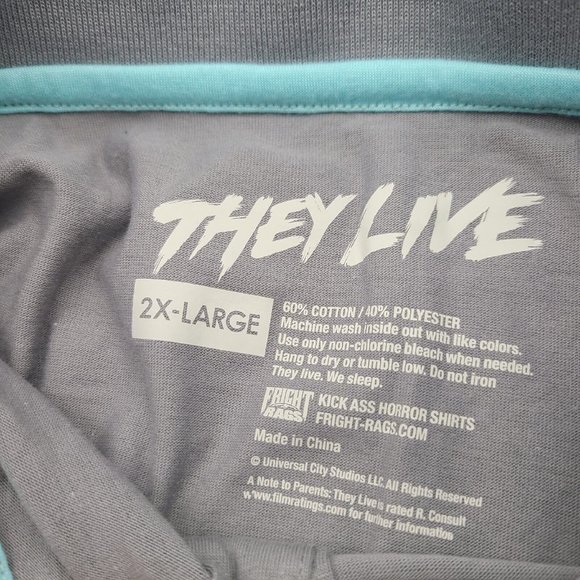 THEY LIVE
2X-LARGE
60% COTTON / 40% POLYESTER
Machine wash inside out with like colors.
Use only non-chlorine bleach when needed.
Hang to dry or tumble low. Do not iron
They live. We sleep.
FRIGHT
RAGS
KICK ASS HORROR SHIRTS
FRIGHT-RAGS.COM
Made in China
© Universal City Studios LLC. All Rights Reserved
A Note to Parents: They Live is rated R. Consult
www.filmratings.com for further information